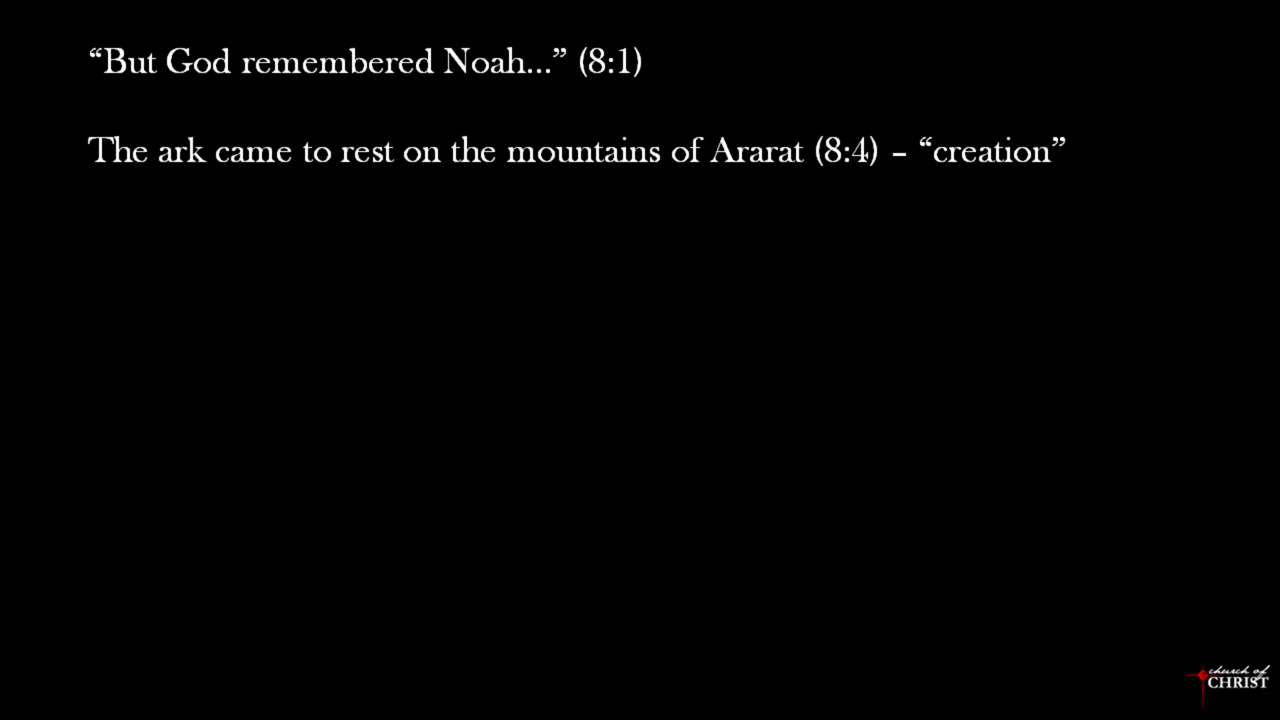 “But God remembered Noah...” (8:1)
The ark came to rest on the mountains of Ararat (8:4) – “creation”
church of
CHRIST